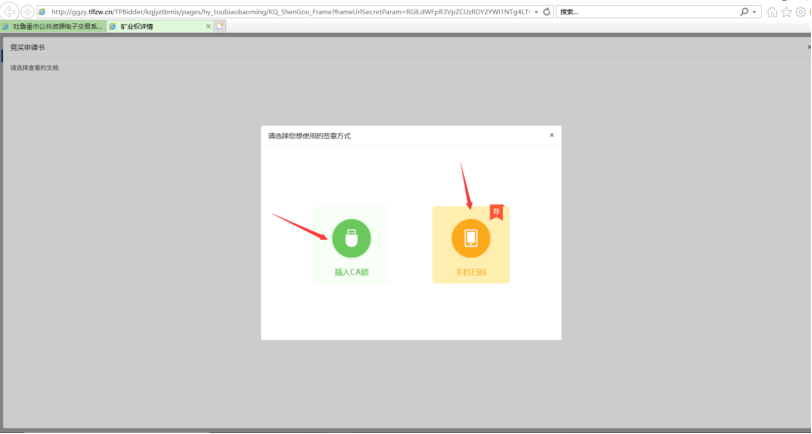 http://ggzy.tlfzw.cn/TPBidder/kqjyztbmis/pages/hy_toubiaobaoming/KQ_ShenGou_Frame?frameUrlSecretParam= 搜索...
吐鲁番市公共资源电子交易系... 矿业权详情 ×
竞买申请书 ×
请选择查看的文档
请选择您想使用的签章方式 ×
荐
插入CA锁 手机扫码